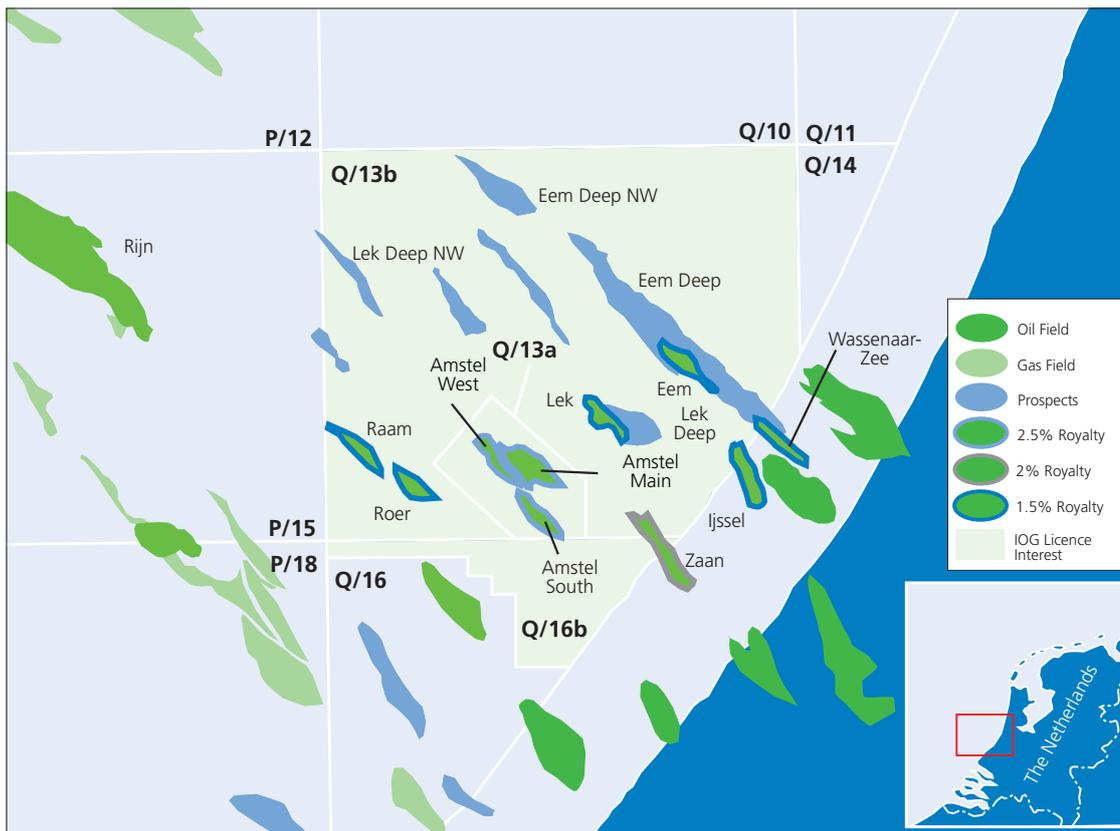 P/12
Q/10
Q/11
Q/13b
Q/14
Eem Deep NW
Rijn
Lek Deep NW
Eem Deep
Q/13a
Wassenaar-
Zee
Amstel
West
Lek
Eem
Lek
Deep
Raam
Amstel
Main
Roer
Ijssel
P/15
P/18
Q/16
Amstel
South
Zaan
Q/16b
Oil Field
Gas Field
Prospects
2.5% Royalty
2% Royalty
1.5% Royalty
IOG Licence
Interest
The Netherlands